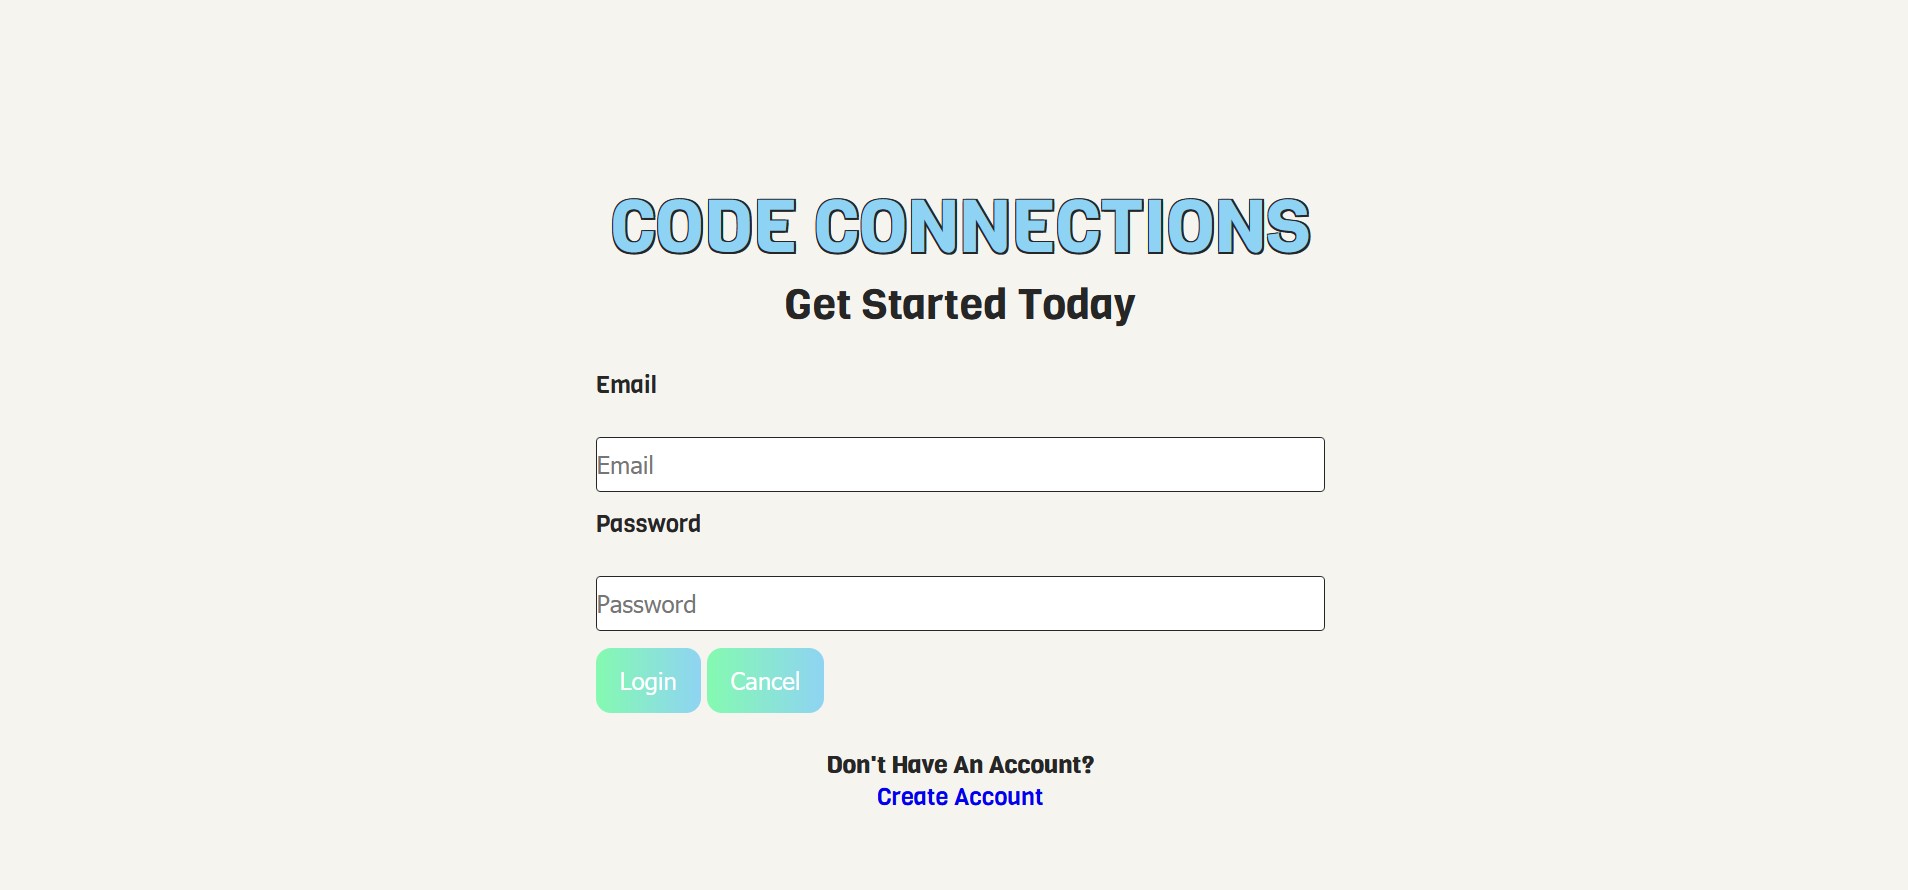 CODE CONNECTIONS
Get Started Today
Email
Email
Password
Password
Login Cancel
Don't Have An Account?
Create Account